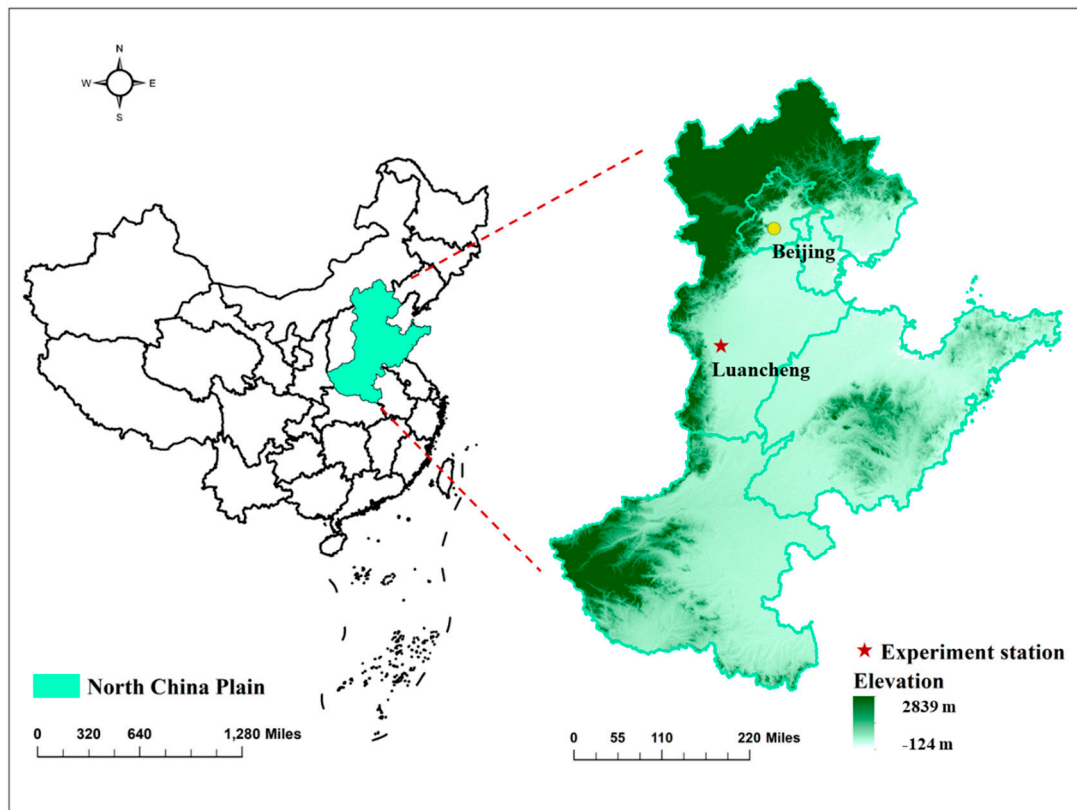 N
W E
S
Beijing
Luancheng
North China Plain
0 320 640 1,280 Miles
Experiment station
Elevation
2839 m
-124 m
0 55 110 220 Miles